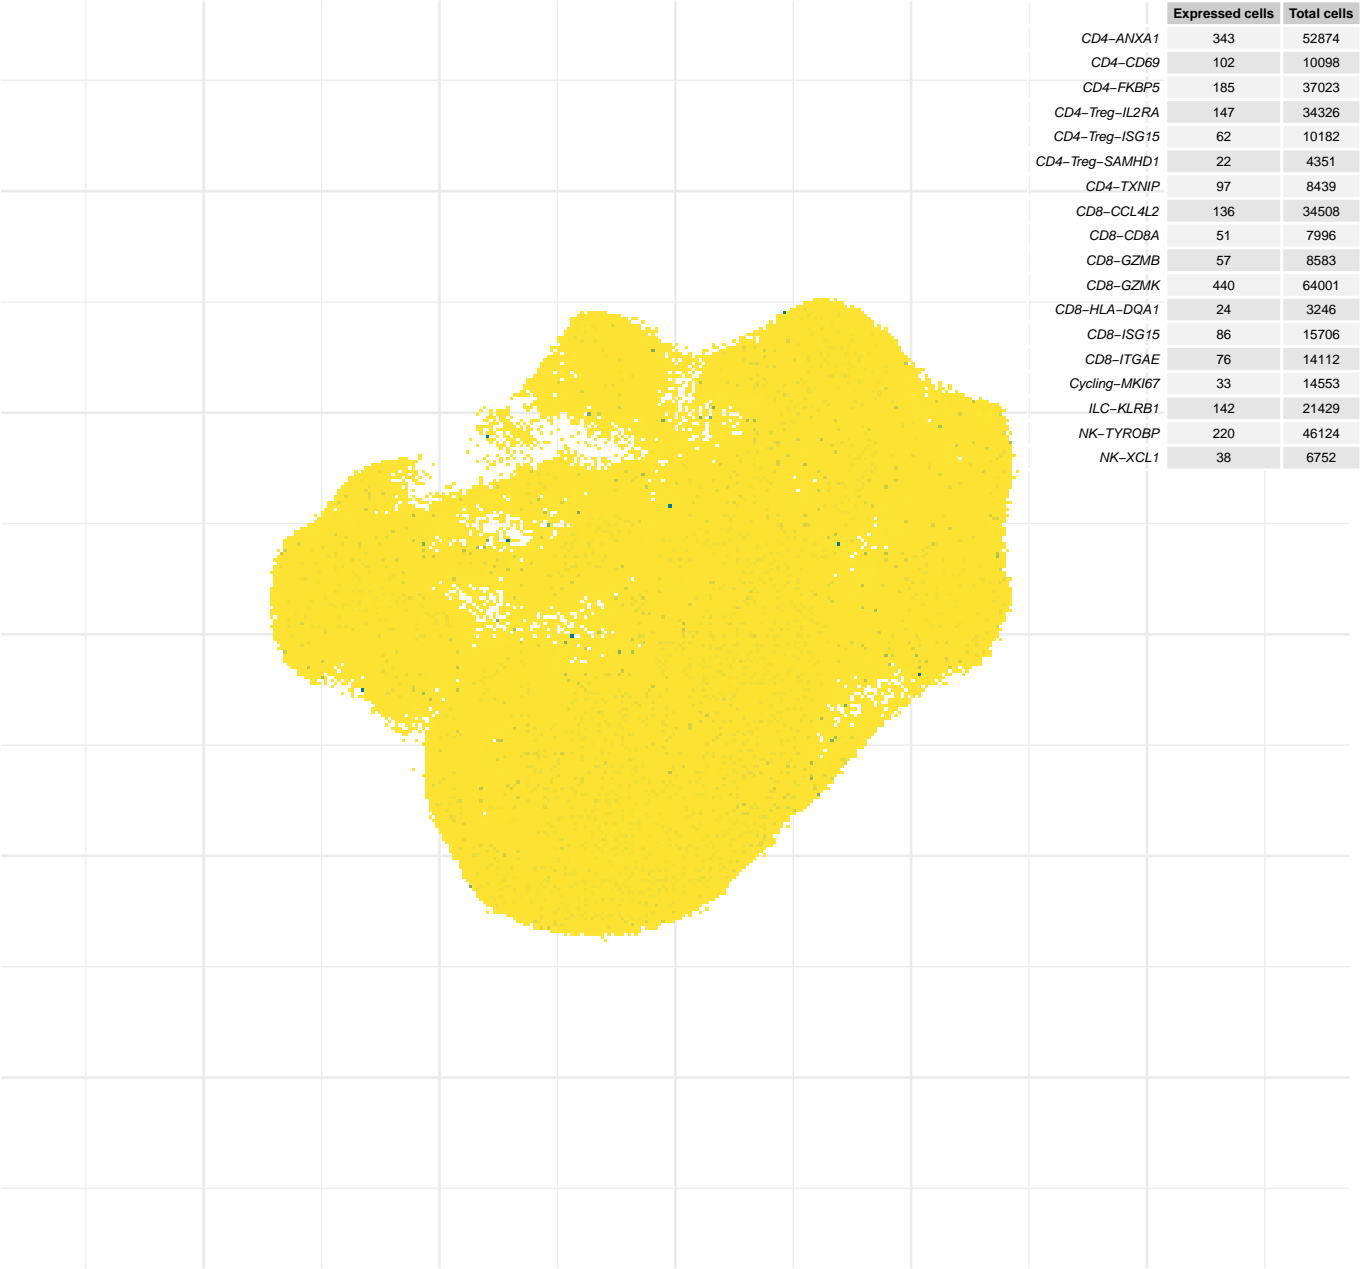 Expressed cells Total cells
CD4−ANXA1 343 52874
CD4−CD69 102 10098
CD4−FKBP5 185 37023
CD4−Treg−IL2RA 147 34326
CD4−Treg−ISG15 62 10182
CD4−Treg−SAMHD1 22 4351
CD4−TXNIP 97 8439
CD8−CCL4L2 136 34508
CD8−CD8A 51 7996
CD8−GZMB 57 8583
CD8−GZMK 440 64001
CD8−HLA−DQA1 24 3246
CD8−ISG15 86 15706
CD8−ITGAE 76 14112
Cycling−MKI67 33 14553
ILC−KLRB1 142 21429
NK−TYROBP 220 46124
NK−XCL1 38 6752